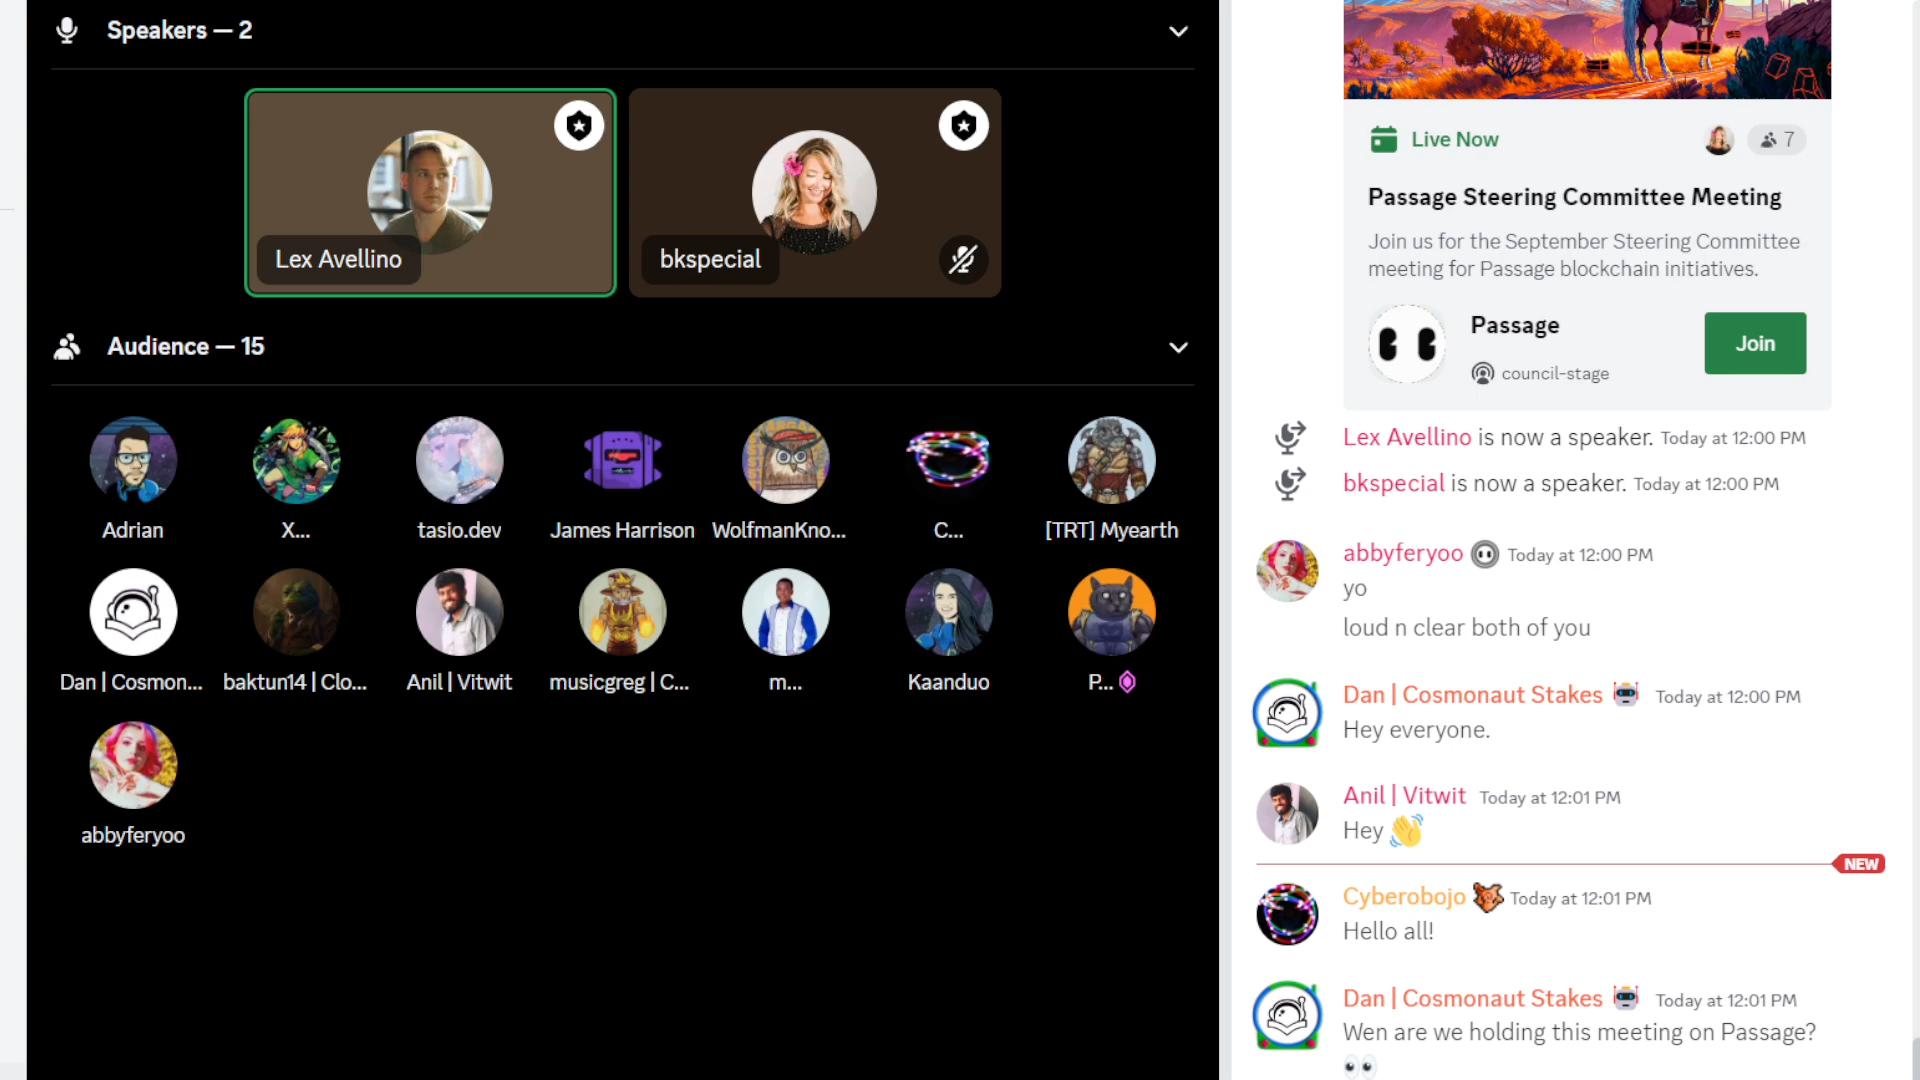 Speakers — 2
Lex Avellino
bkspecial
Audience — 15
Adrian
X...
tasio.dev
James Harrison
WolfmanKno...
C...
[TRT] Myearth
Dan | Cosmon...
baktun14 | Clo...
Anil | Vitwit
musicgreg | C...
m...
Kaanduo
P...
abbyferyoo
Live Now
7
Passage Steering Committee Meeting
Join us for the September Steering Committee
meeting for Passage blockchain initiatives.
Passage
council-stage
Join
Lex Avellino is now a speaker. Today at 12:00 PM
bkspecial is now a speaker. Today at 12:00 PM
abbyferyoo Today at 12:00 PM
yo
loud n clear both of you
Dan | Cosmonaut Stakes 🤖 Today at 12:00 PM
Hey everyone.
Anil | Vitwit Today at 12:01 PM
Hey 👋
NEW
Cyberobojo Today at 12:01 PM
Hello all!
Dan | Cosmonaut Stakes 🤖 Today at 12:01 PM
Wen are we holding this meeting on Passage?
👀